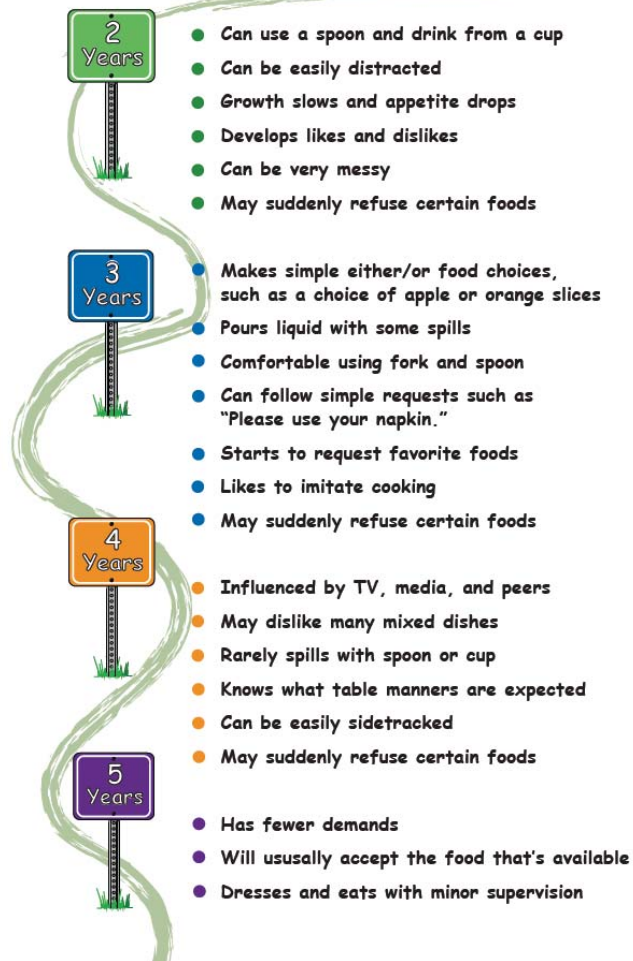 2
Years
Can use a spoon and drink from a cup
Can be easily distracted
Growth slows and appetite drops
Develops likes and dislikes
Can be very messy
May suddenly refuse certain foods
3
Years
Makes simple either/or food choices,
such as a choice of apple or orange slices
Pours liquid with some spills
Comfortable using fork and spoon
Can follow simple requests such as
“Please use your napkin.”
Starts to request favorite foods
Likes to imitate cooking
May suddenly refuse certain foods
4
Years
Influenced by TV, media, and peers
May dislike many mixed dishes
Rarely spills with spoon or cup
Knows what table manners are expected
Can be easily sidetracked
May suddenly refuse certain foods
5
Years
Has fewer demands
Will ususally accept the food that’s available
Dresses and eats with minor supervision